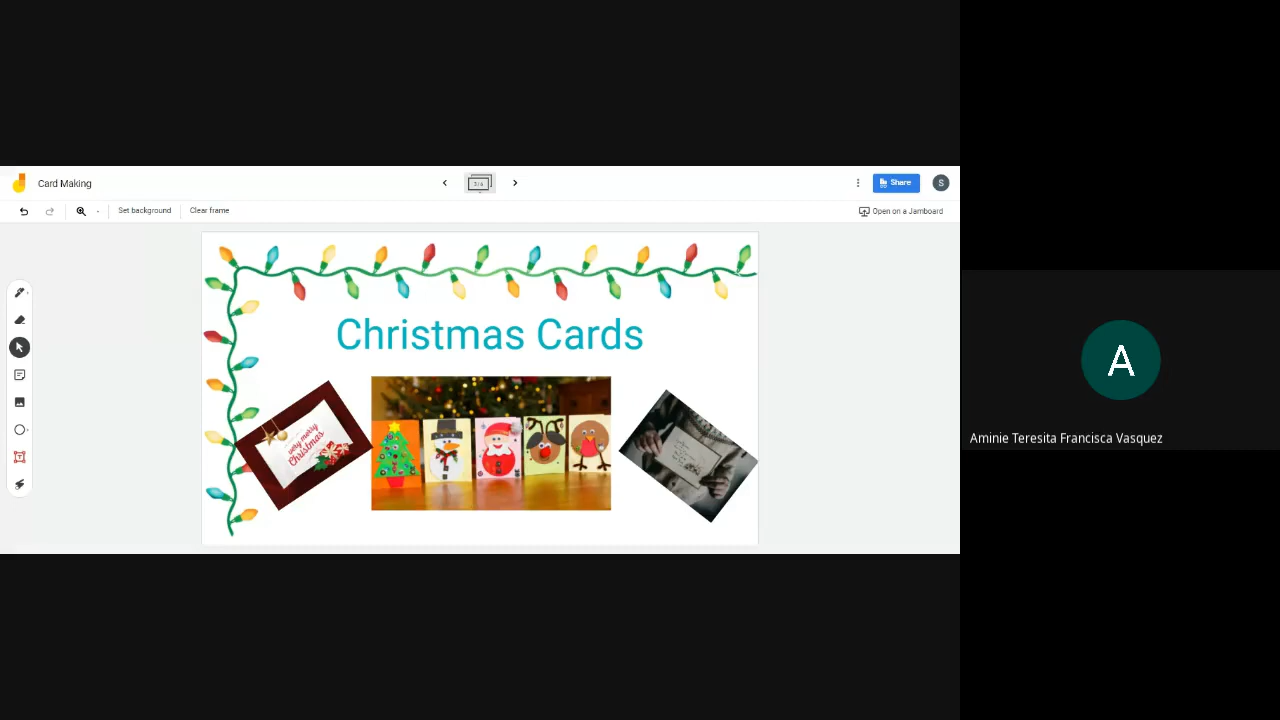 Card Making
Share
S
Set background
Clear frame
Open on a Jamboard
Christmas Cards
very merry
Christmas
A
Aminie Teresita Francisca Vasquez